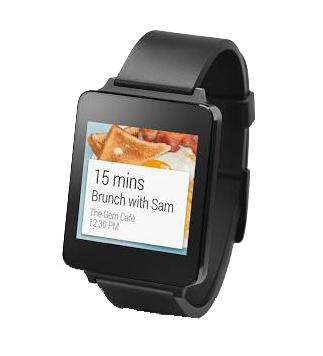 15 mins
Brunch with Sam
The Gem Café
12:30 PM